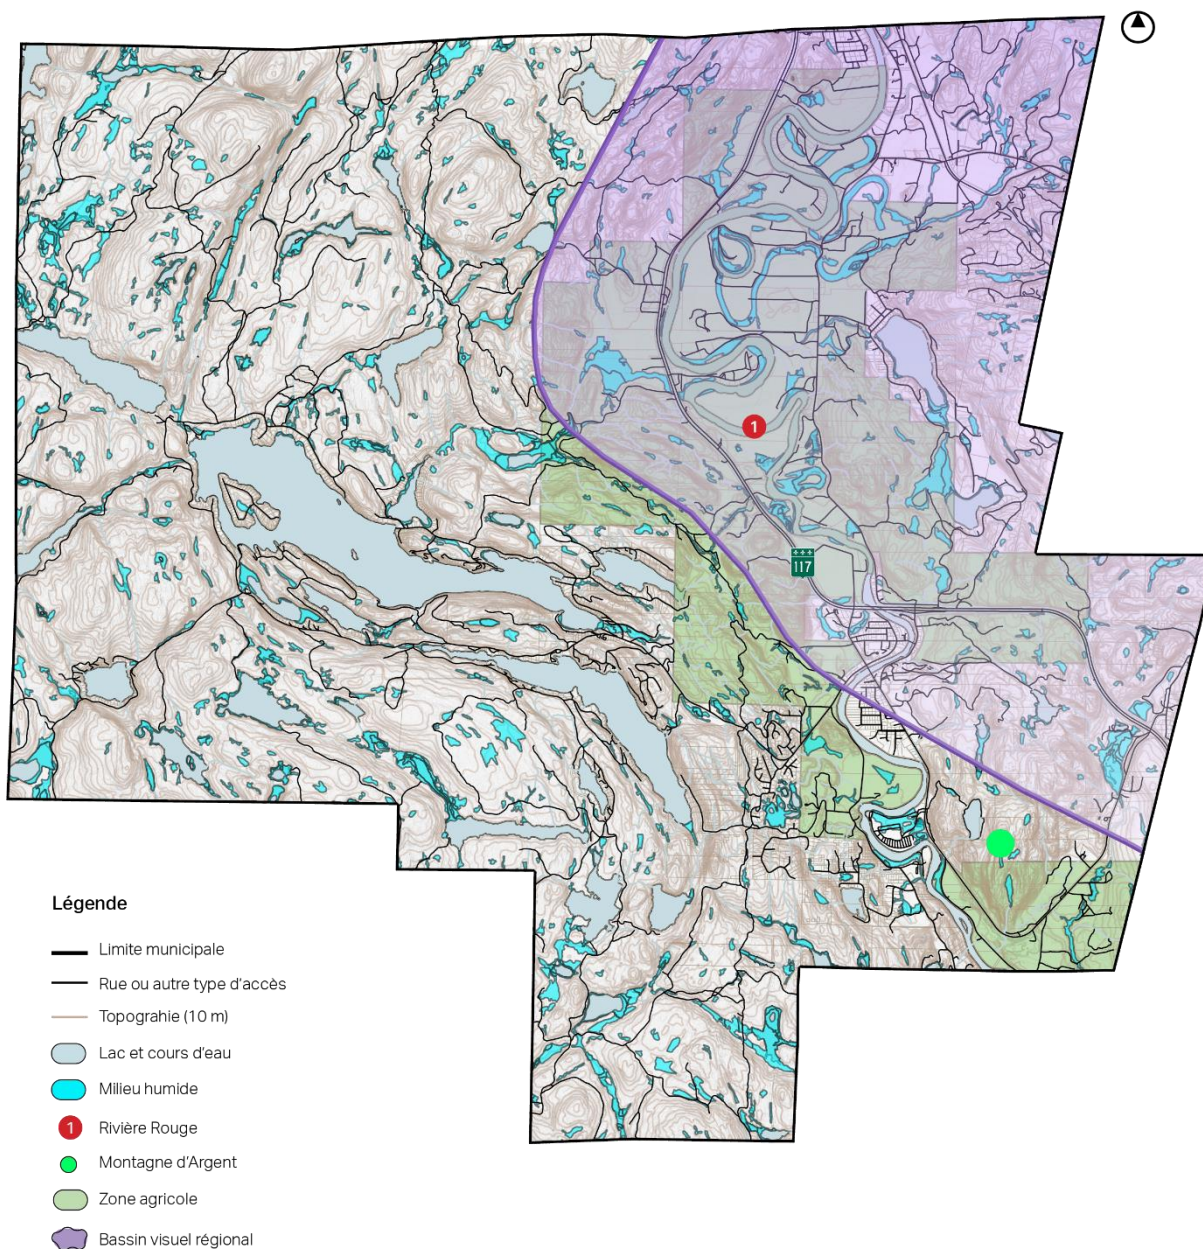 1
117
Légende
Limite municipale
Rue ou autre type d'accès
Topograhie (10 m)
Lac et cours d'eau
Milieu humide
1 Rivière Rouge
Montagne d'Argent
Zone agricole
Bassin visuel régional